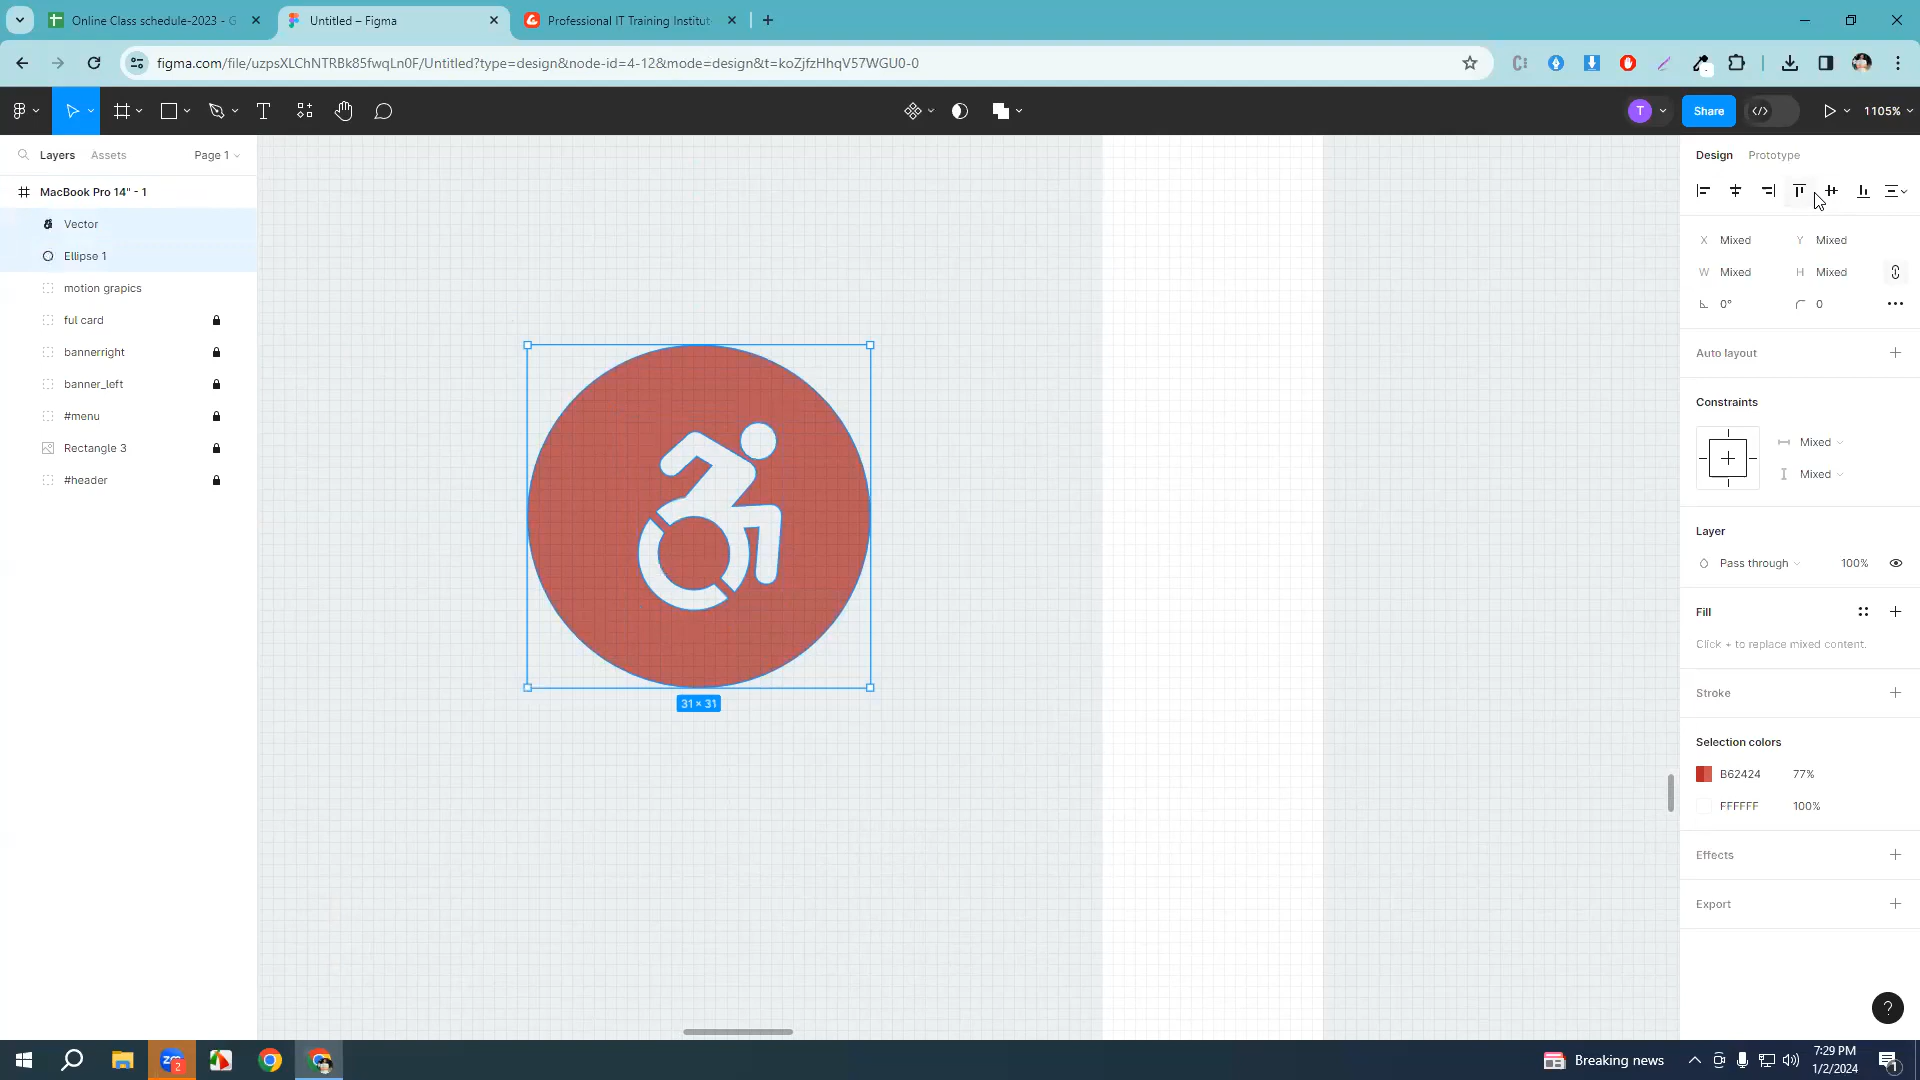 Online Class schedule-2023 - G
Untitled – Figma
Professional IT Training Institut
figma.com/file/uzpsXLChNTRBk85fwqLn0F/Untitled?type=design&node-id=4-12&mode=design&t=koZjfzHhqV57WGU0-0
T
Share
1105%
Layers
Assets
Page 1
Design
Prototype
MacBook Pro 14" - 1
Vector
Ellipse 1
motion grapics
ful card
bannerright
banner_left
#menu
Rectangle 3
#header
X Mixed
Y Mixed
W Mixed
H Mixed
0°
0
Auto layout
Constraints
Mixed
Mixed
Layer
Pass through
100%
Fill
Click + to replace mixed content.
Stroke
31 × 31
Selection colors
B62424
77%
FFFFFF
100%
Effects
Export
?
zm
2
Breaking news
7:29 PM
1/2/2024
1